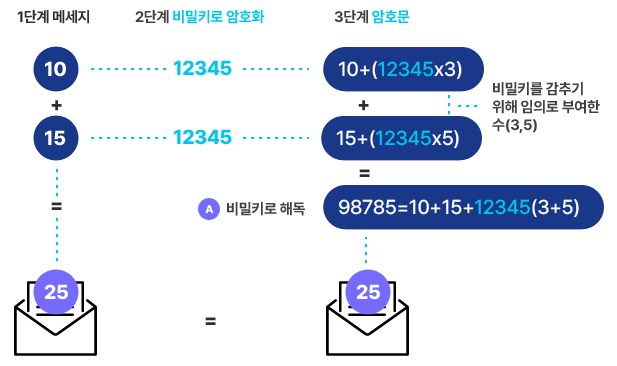 1단계 메세지
2단계 비밀키로 암호화
3단계 암호문
10
12345
10+(12345x3)
+
+
비밀키를 감추기
위해 임의로 부여한
수(3,5)
15
12345
15+(12345x5)
=
=
A 비밀키로 해독
98785=10+15+12345(3+5)
25
=
25